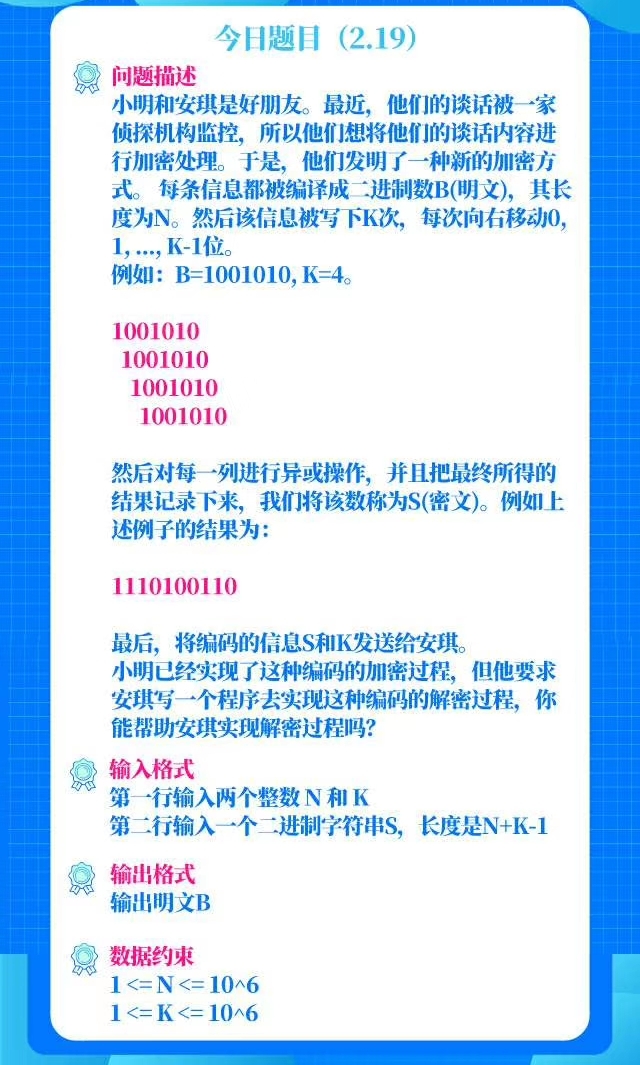 今日题目（2.19）
问题描述
小明和安琪是好朋友。最近，他们的谈话被一家
侦探机构监控，所以他们想将他们的谈话内容进
行加密处理。于是，他们发明了一种新的加密方
式。 每条信息都被编译成二进制数B(明文)，其长
度为N。然后该信息被写下K次，每次向右移动0,
1, ..., K-1位。
例如：B=1001010, K=4。
1001010
1001010
1001010
1001010
然后对每一列进行异或操作，并且把最终所得的
结果记录下来，我们将该数称为S(密文)。例如上
述例子的结果为：
1110100110
最后，将编码的信息S和K发送给安琪。
小明已经实现了这种编码的加密过程，但他要求
安琪写一个程序去实现这种编码的解密过程，你
能帮助安琪实现解密过程吗？
输入格式
第一行输入两个整数 N 和 K
第二行输入一个二进制字符串S，长度是N+K-1
输出格式
输出明文B
数据约束
1 <= N <= 10^6
1 <= K <= 10^6